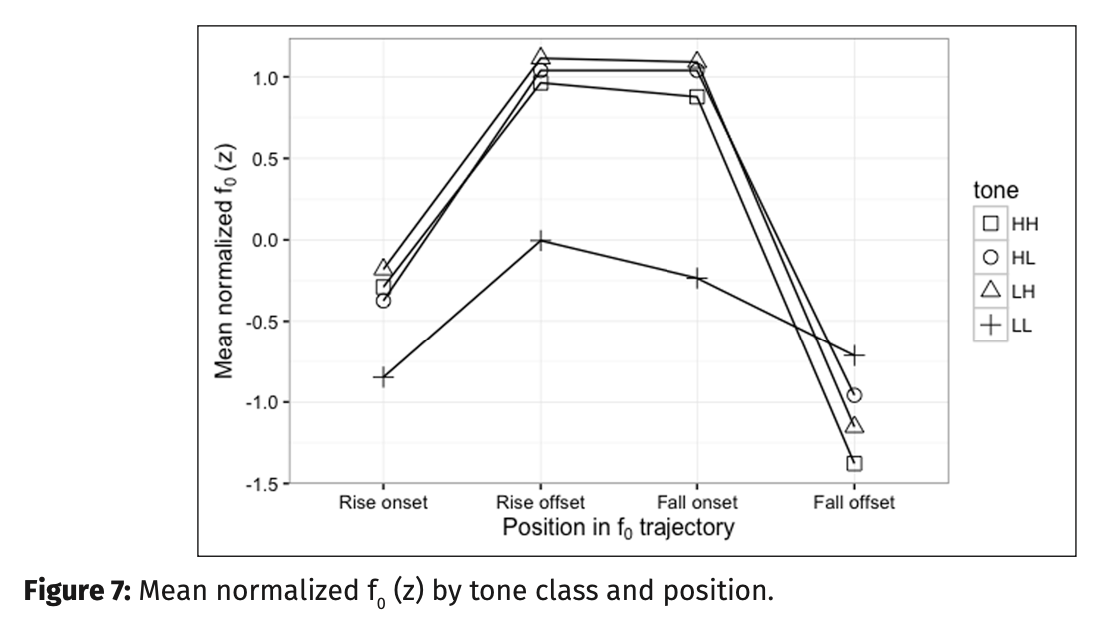 1.0
0.5
0.0
-0.5
-1.0
-1.5
Mean normalized f₀ (z)
Rise onset Rise offset Fall onset Fall offset
Position in f₀ trajectory
tone
HH
HL
LH
LL
Figure 7: Mean normalized f₀ (z) by tone class and position.